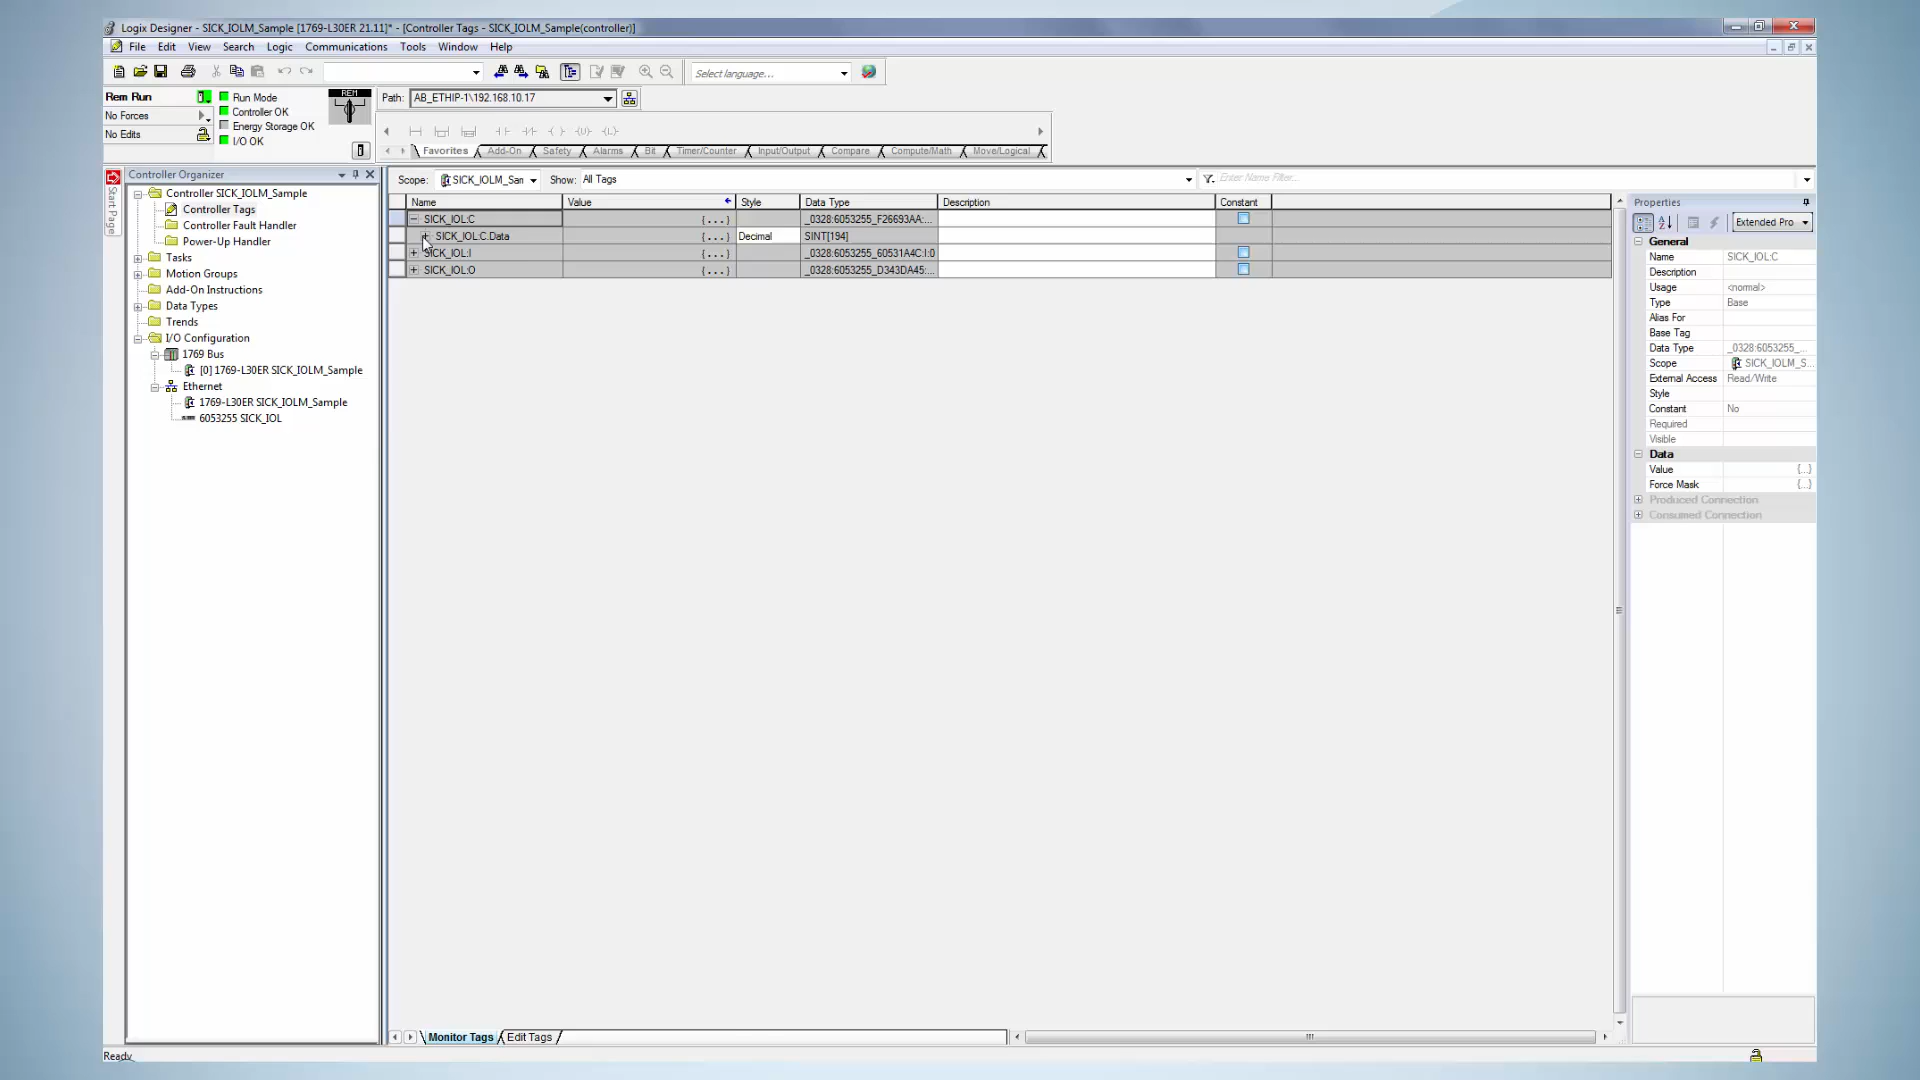 Logix Designer - SICK_IOLM_Sample [1769-L30ER 21.11]* - [Controller Tags - SICK_IOLM_Sample(controller)]
File Edit View Search Logic Communications Tools Window Help
Select language...
Rem Run
No Forces
No Edits
Run Mode
Controller OK
Energy Storage OK
I/O OK
REM
Path: AB_ETHIP-1\192.168.10.17
Favorites Add-On Safety Alarms Bit Timer/Counter Input/Output Compare Compute/Math Move/Logical
Start Page
Controller Organizer
Controller SICK_IOLM_Sample
Controller Tags
Controller Fault Handler
Power-Up Handler
Tasks
Motion Groups
Add-On Instructions
Data Types
Trends
I/O Configuration
1769 Bus
[0] 1769-L30ER SICK_IOLM_Sample
Ethernet
1769-L30ER SICK_IOLM_Sample
6053255 SICK_IOL
Scope: SICK_IOLM_San Show: All Tags Enter Name Filter...
Name Value Style Data Type Description Constant
SICK_IOL:C {...} _0328:6053255_F26693AA:...
SICK_IOL:C.Data {...} Decimal SINT[194]
SICK_IOL:I {...} _0328:6053255_60531A4C:I:0
SICK_IOL:O {...} _0328:6053255_D343DA45:...
Monitor Tags Edit Tags
Properties
Extended Pro
General
Name SICK_IOL:C
Description
Usage <normal>
Type Base
Alias For
Base Tag
Data Type _0328:6053255_...
Scope SICK_IOLM_S...
External Access Read/Write
Style
Constant No
Required
Visible
Data
Value {...}
Force Mask {...}
Produced Connection
Consumed Connection
Ready